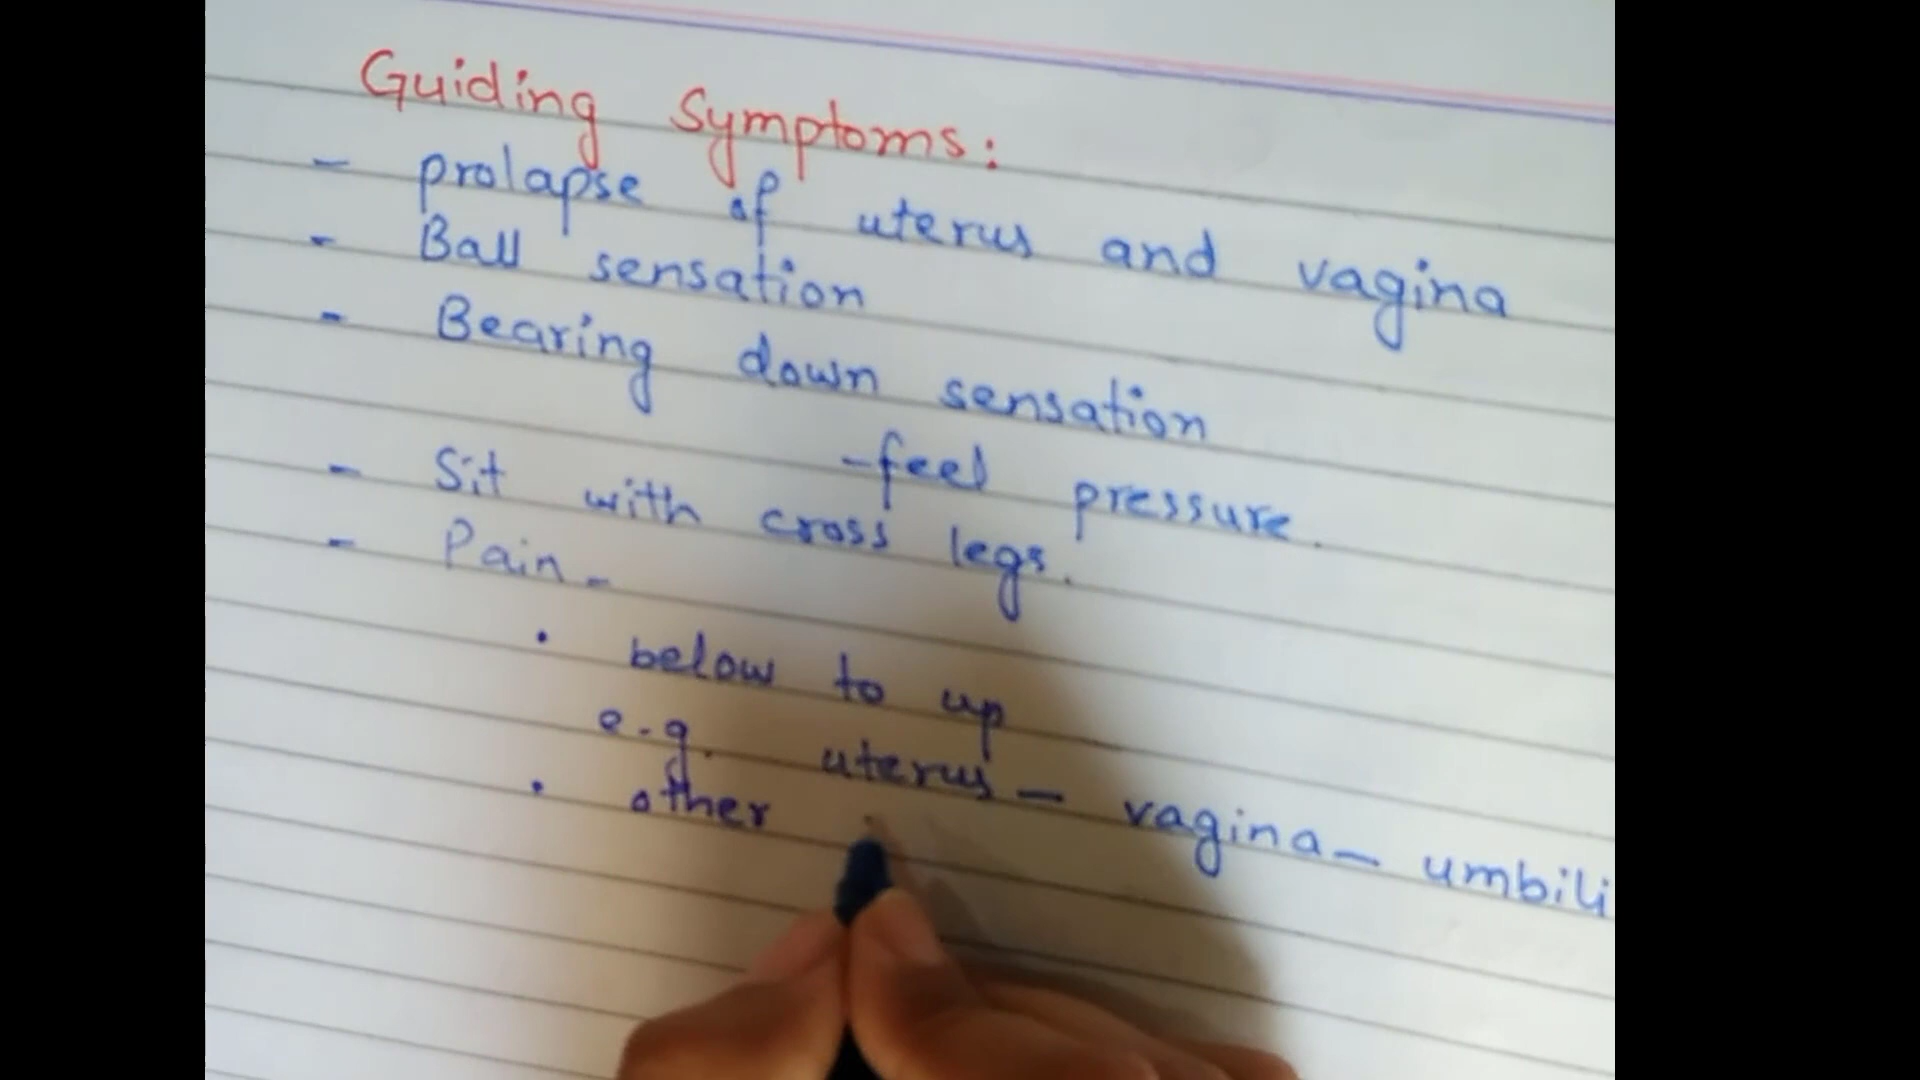 Guiding Symptoms:
- prolapse of uterus and vagina
- Ball sensation
- Bearing down sensation
-feel pressure.
- Sit with cross legs.
- Pain -
• below to up
e.g. uterus - vagina - umbili
• other